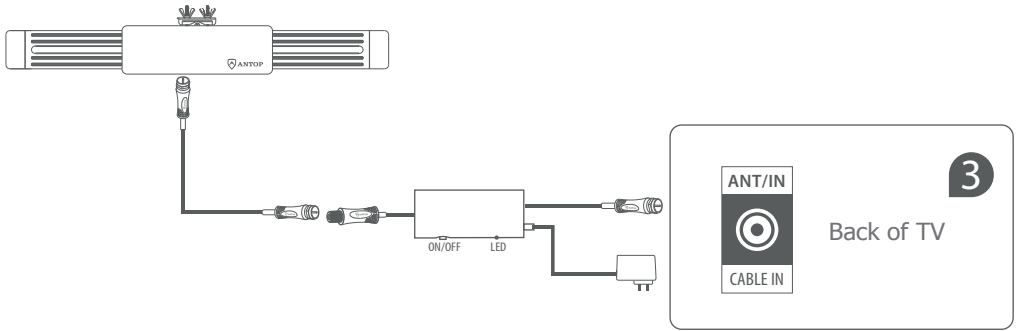 ANTOP
ON/OFF LED
ANT/IN
CABLE IN
Back of TV
3